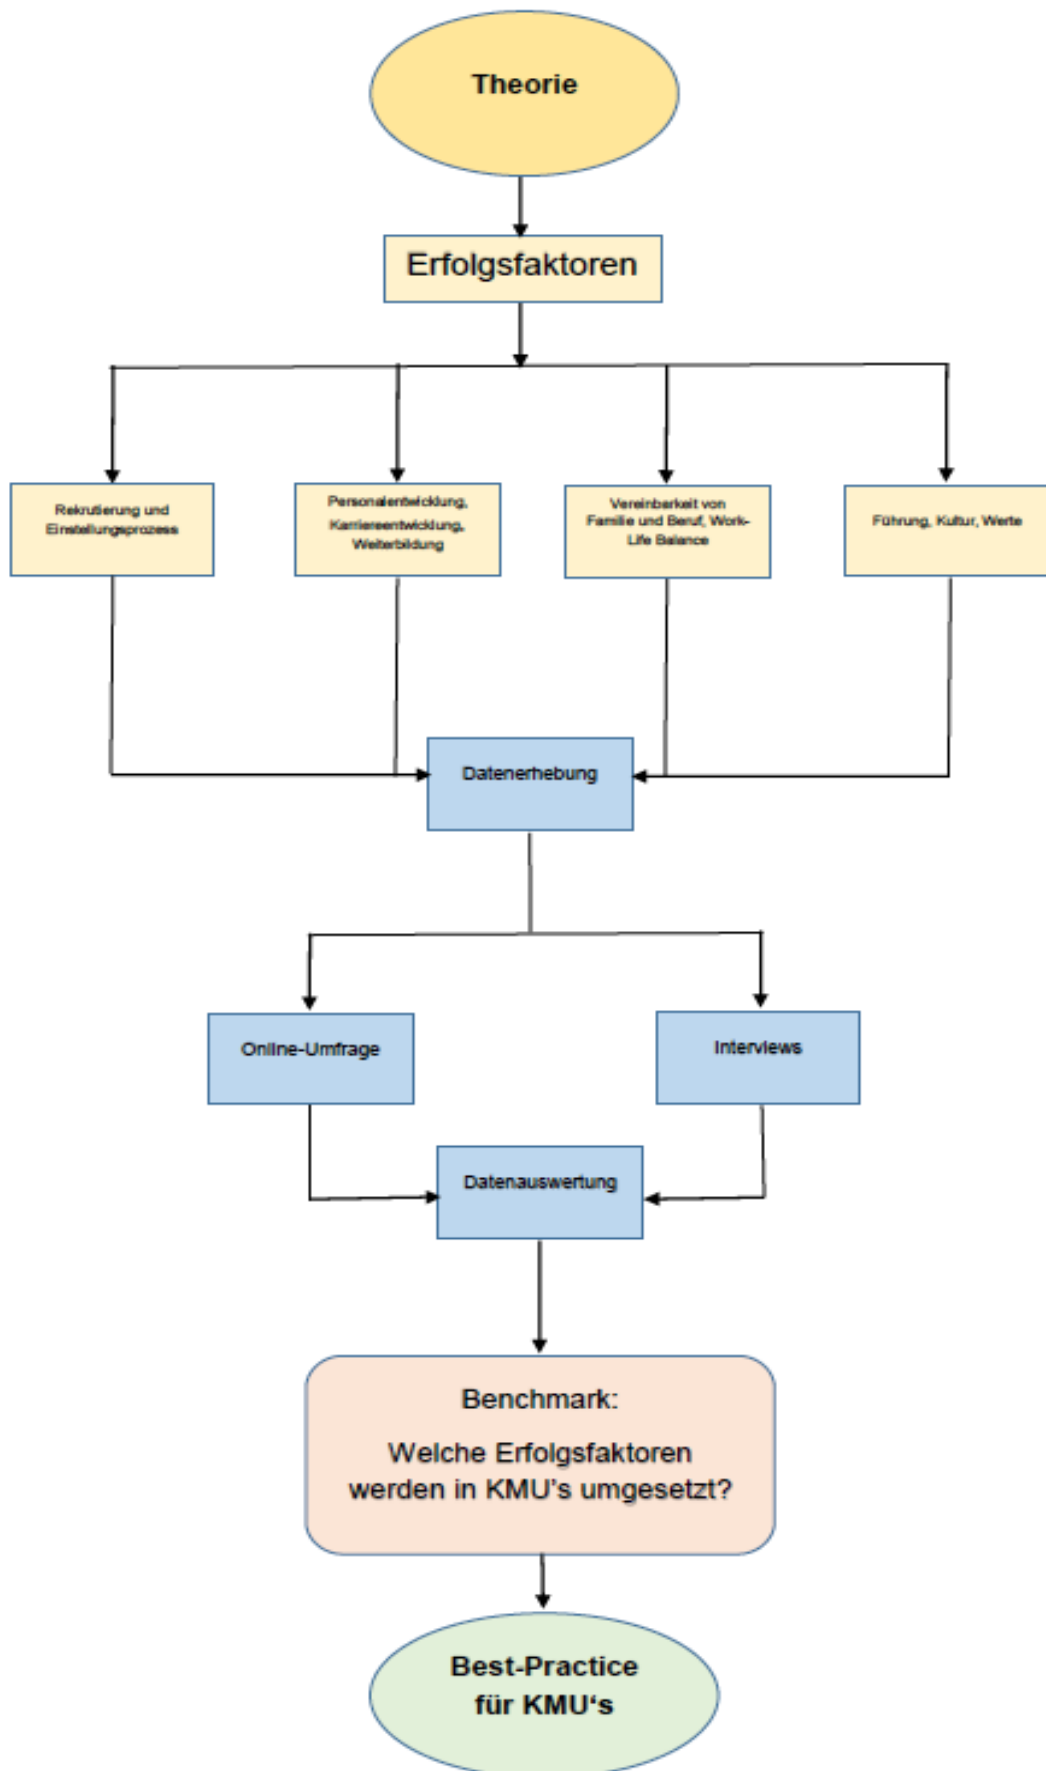 Theorie
Erfolgsfaktoren
Rekrutierung und
Einstellungsprozess
Personalentwicklung,
Karriereentwicklung,
Weiterbildung
Vereinbarkeit von
Familie und Beruf, Work-
Life Balance
Führung, Kultur, Werte
Datenerhebung
Online-Umfrage
Interviews
Datenauswertung
Benchmark:
Welche Erfolgsfaktoren
werden in KMU's umgesetzt?
Best-Practice
für KMU‘s